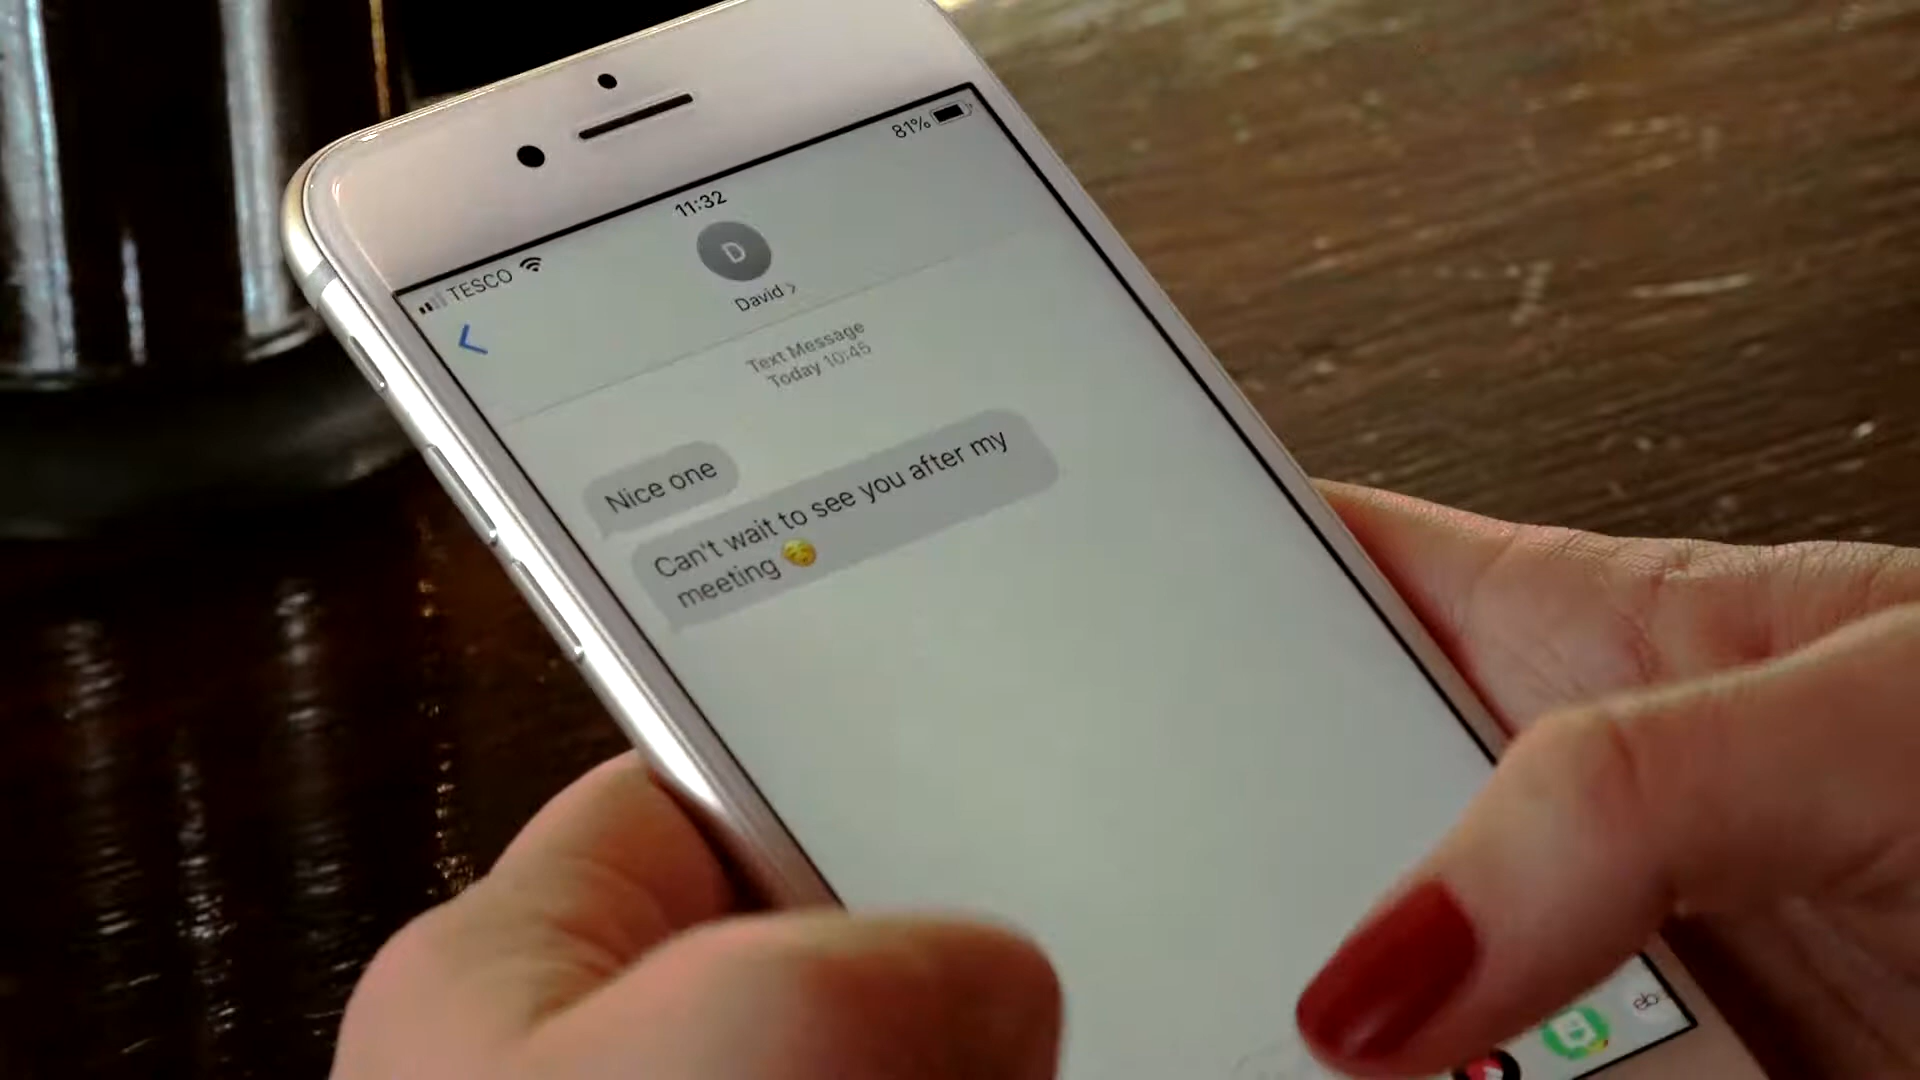 TESCO
11:32
81%
D
David
Text Message
Today 10:45
Nice one
Can't wait to see you after my
meeting 😏